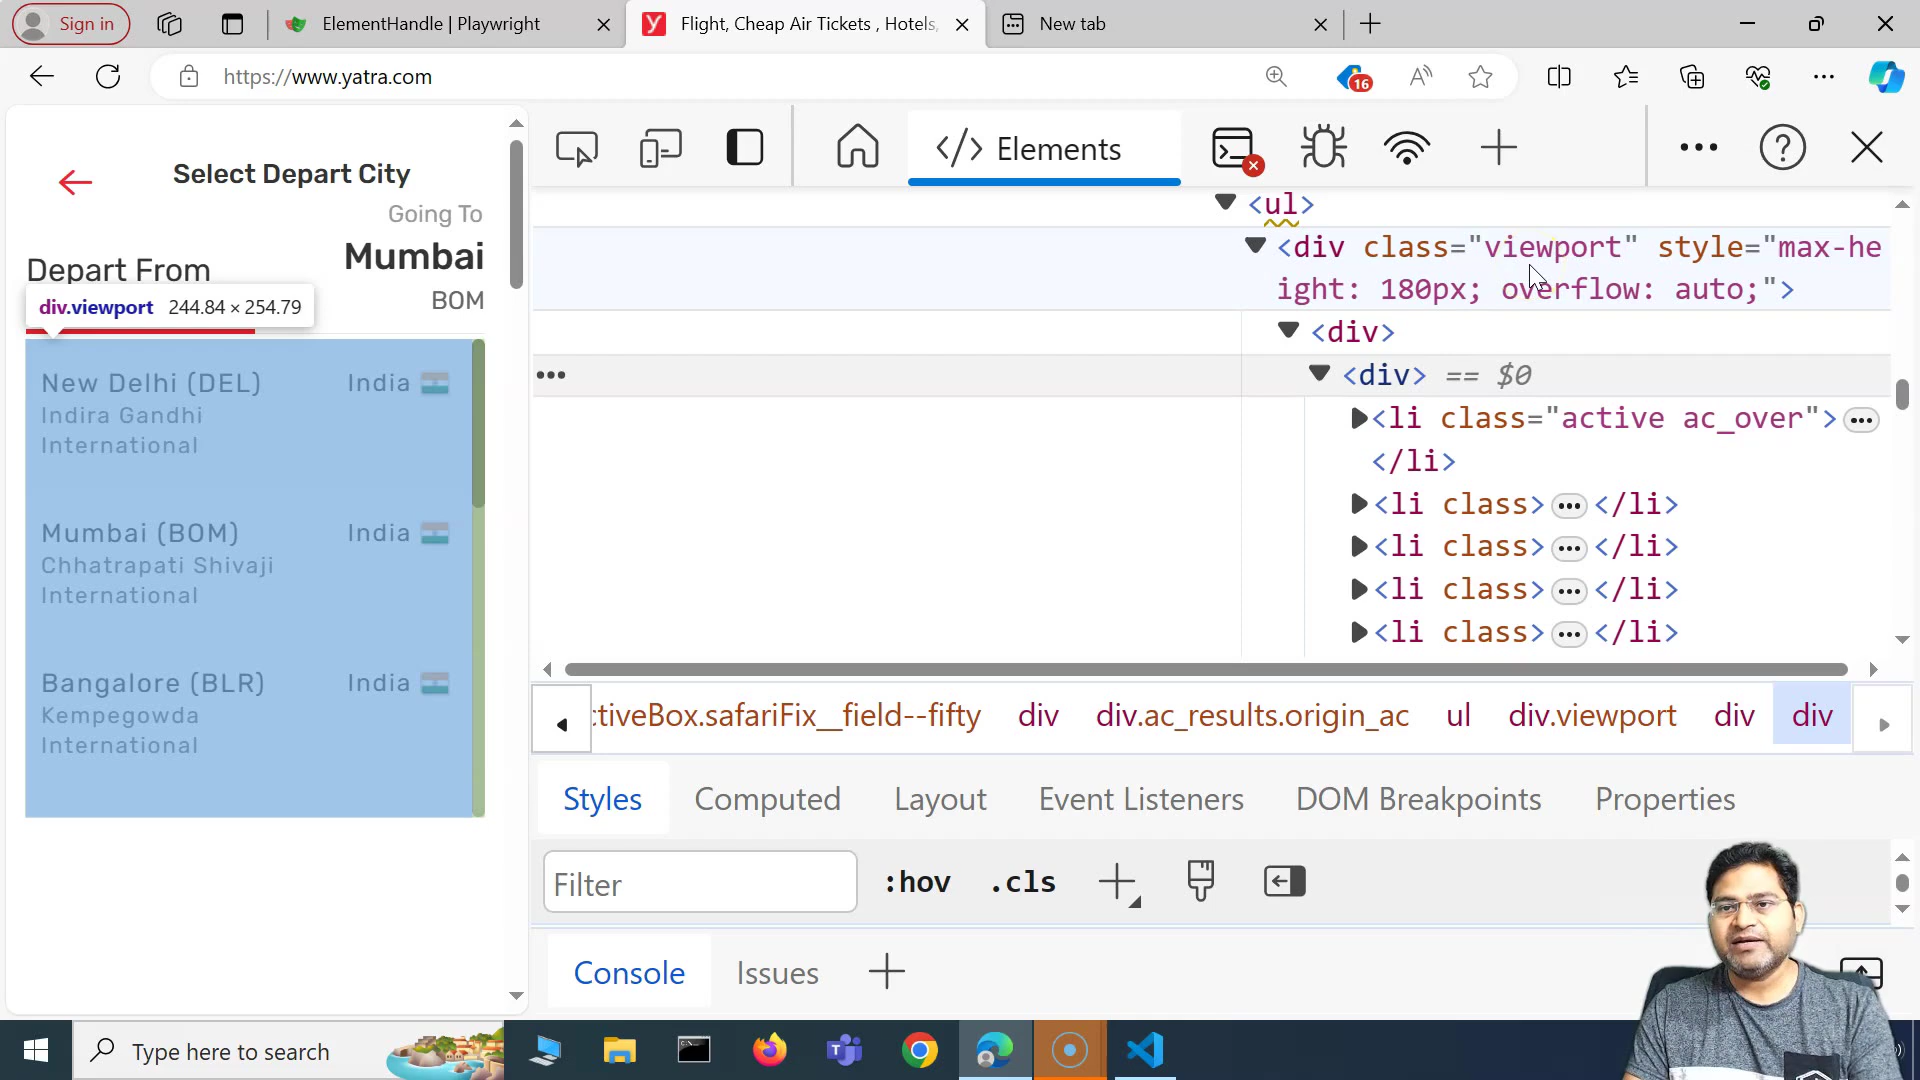 Sign in
ElementHandle | Playwright
Flight, Cheap Air Tickets , Hotels,
New tab
https://www.yatra.com
16
Select Depart City
Going To
Depart From
Mumbai
BOM
div.viewport 244.84 × 254.79
New Delhi (DEL) India
Indira Gandhi
International
Mumbai (BOM) India
Chhatrapati Shivaji
International
Bangalore (BLR) India
Kempegowda
International
</> Elements
<ul>
<div class="viewport" style="max-he
ight: 180px; overflow: auto;">
<div>
<div> == $0
<li class="active ac_over">
</li>
<li class> </li>
<li class> </li>
<li class> </li>
<li class> </li>
ctiveBox.safariFix__field--fifty div div.ac_results.origin_ac ul div.viewport div div
Styles Computed Layout Event Listeners DOM Breakpoints Properties
Filter :hov .cls
Console Issues
Type here to search